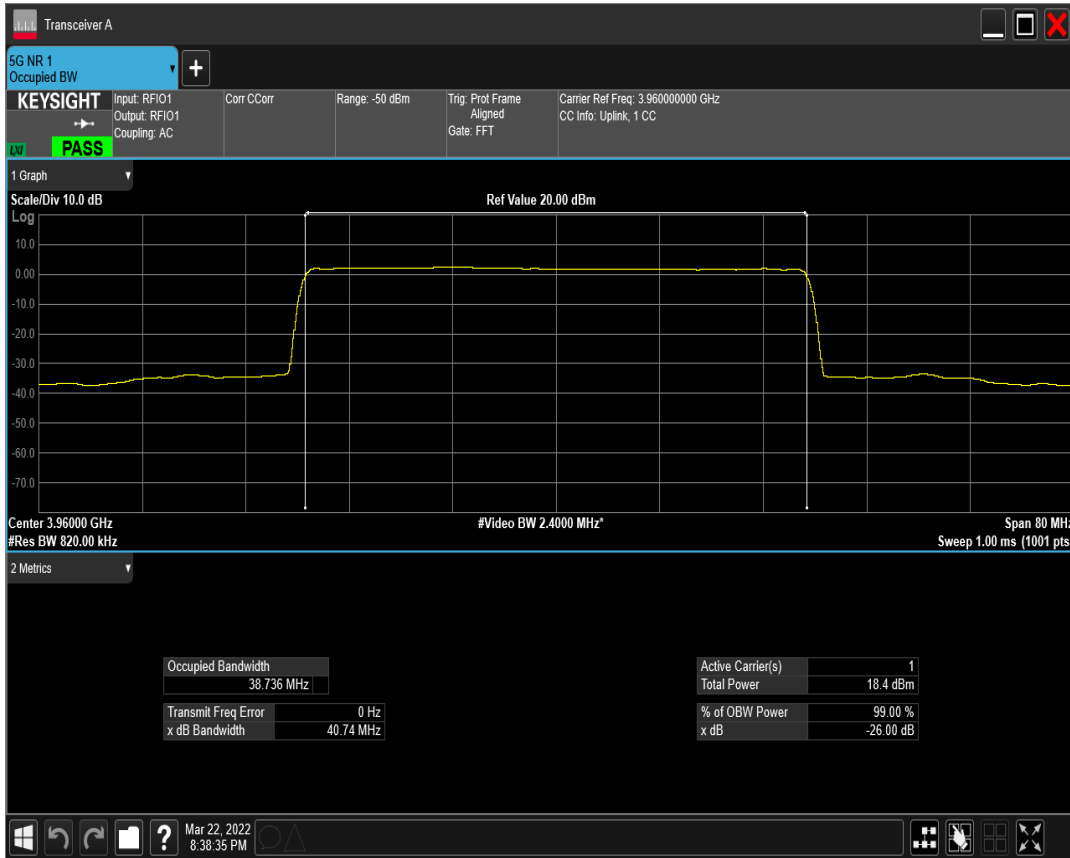 Transceiver A
5G NR 1
Occupied BW
+
KEYSIGHT
LXI
PASS
Input: RFIO1
Output: RFIO1
Coupling: AC
Corr CCorr
Range: -50 dBm
Trig: Prot Frame
Aligned
Gate: FFT
Carrier Ref Freq: 3.960000000 GHz
CC Info: Uplink, 1 CC
1 Graph
Scale/Div 10.0 dB
Ref Value 20.00 dBm
Log
10.0
0.00
-10.0
-20.0
-30.0
-40.0
-50.0
-60.0
-70.0
Center 3.96000 GHz
#Video BW 2.4000 MHz*
Span 80 MHz
#Res BW 820.00 kHz
Sweep 1.00 ms (1001 pts
2 Metrics
Occupied Bandwidth
38.736 MHz
Transmit Freq Error 0 Hz
x dB Bandwidth 40.74 MHz
Active Carrier(s) 1
Total Power 18.4 dBm
% of OBW Power 99.00 %
x dB -26.00 dB
?
Mar 22, 2022
8:38:35 PM